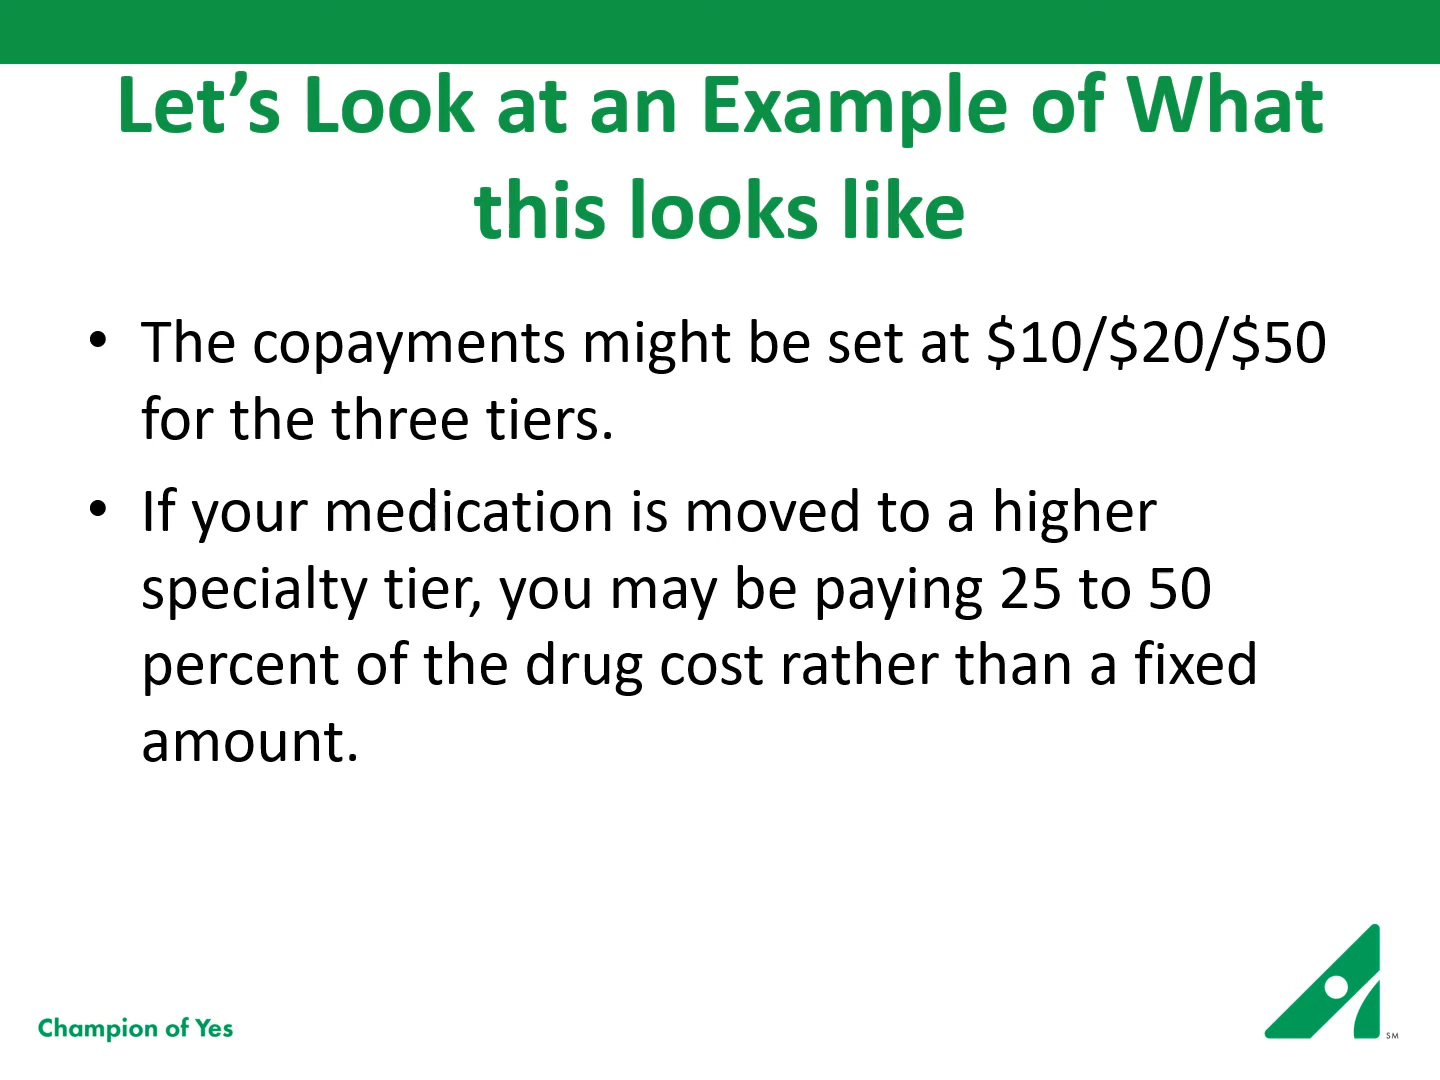 Let’s Look at an Example of What
this looks like
• The copayments might be set at $10/$20/$50
for the three tiers.
• If your medication is moved to a higher
specialty tier, you may be paying 25 to 50
percent of the drug cost rather than a fixed
amount.
Champion of Yes
SM